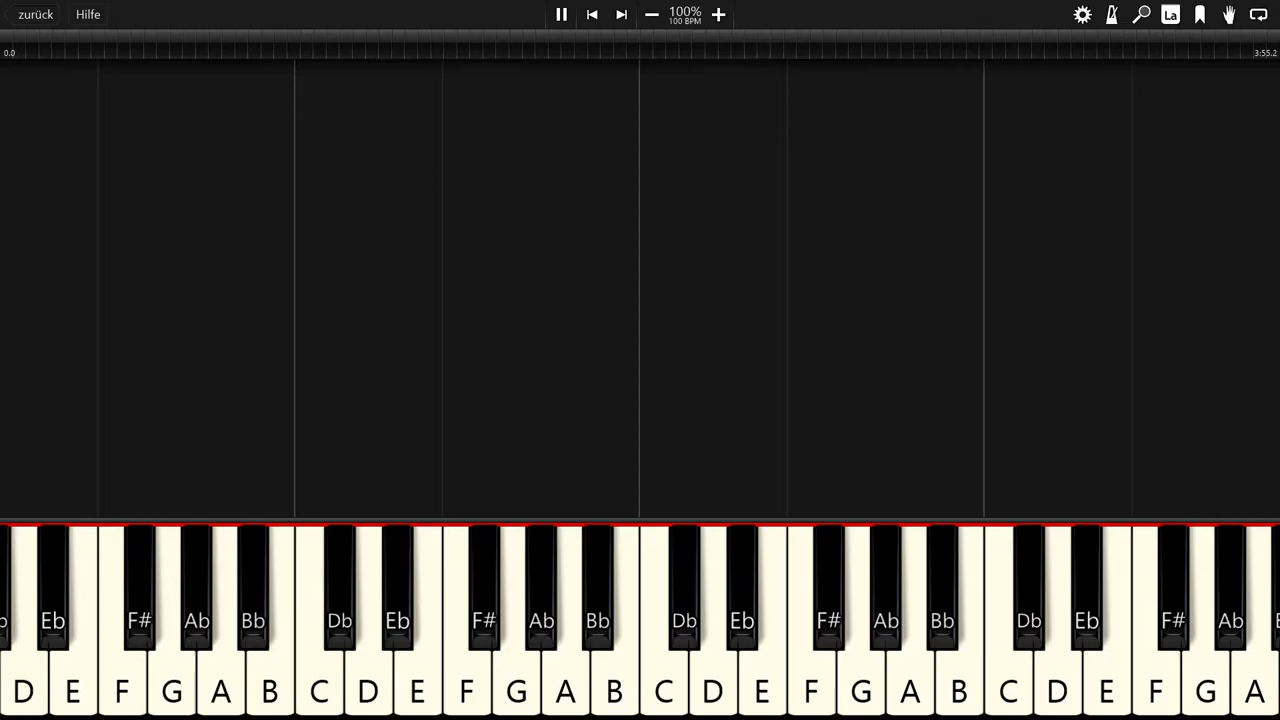 zurück Hilfe 100% La
100 BPM
0.0 3:55.2
Eb F# Ab Bb Db Eb F# Ab Bb Db Eb F# Ab Bb Db Eb F# Ab
D E F G A B C D E F G A B C D E F G A B C D E F G A